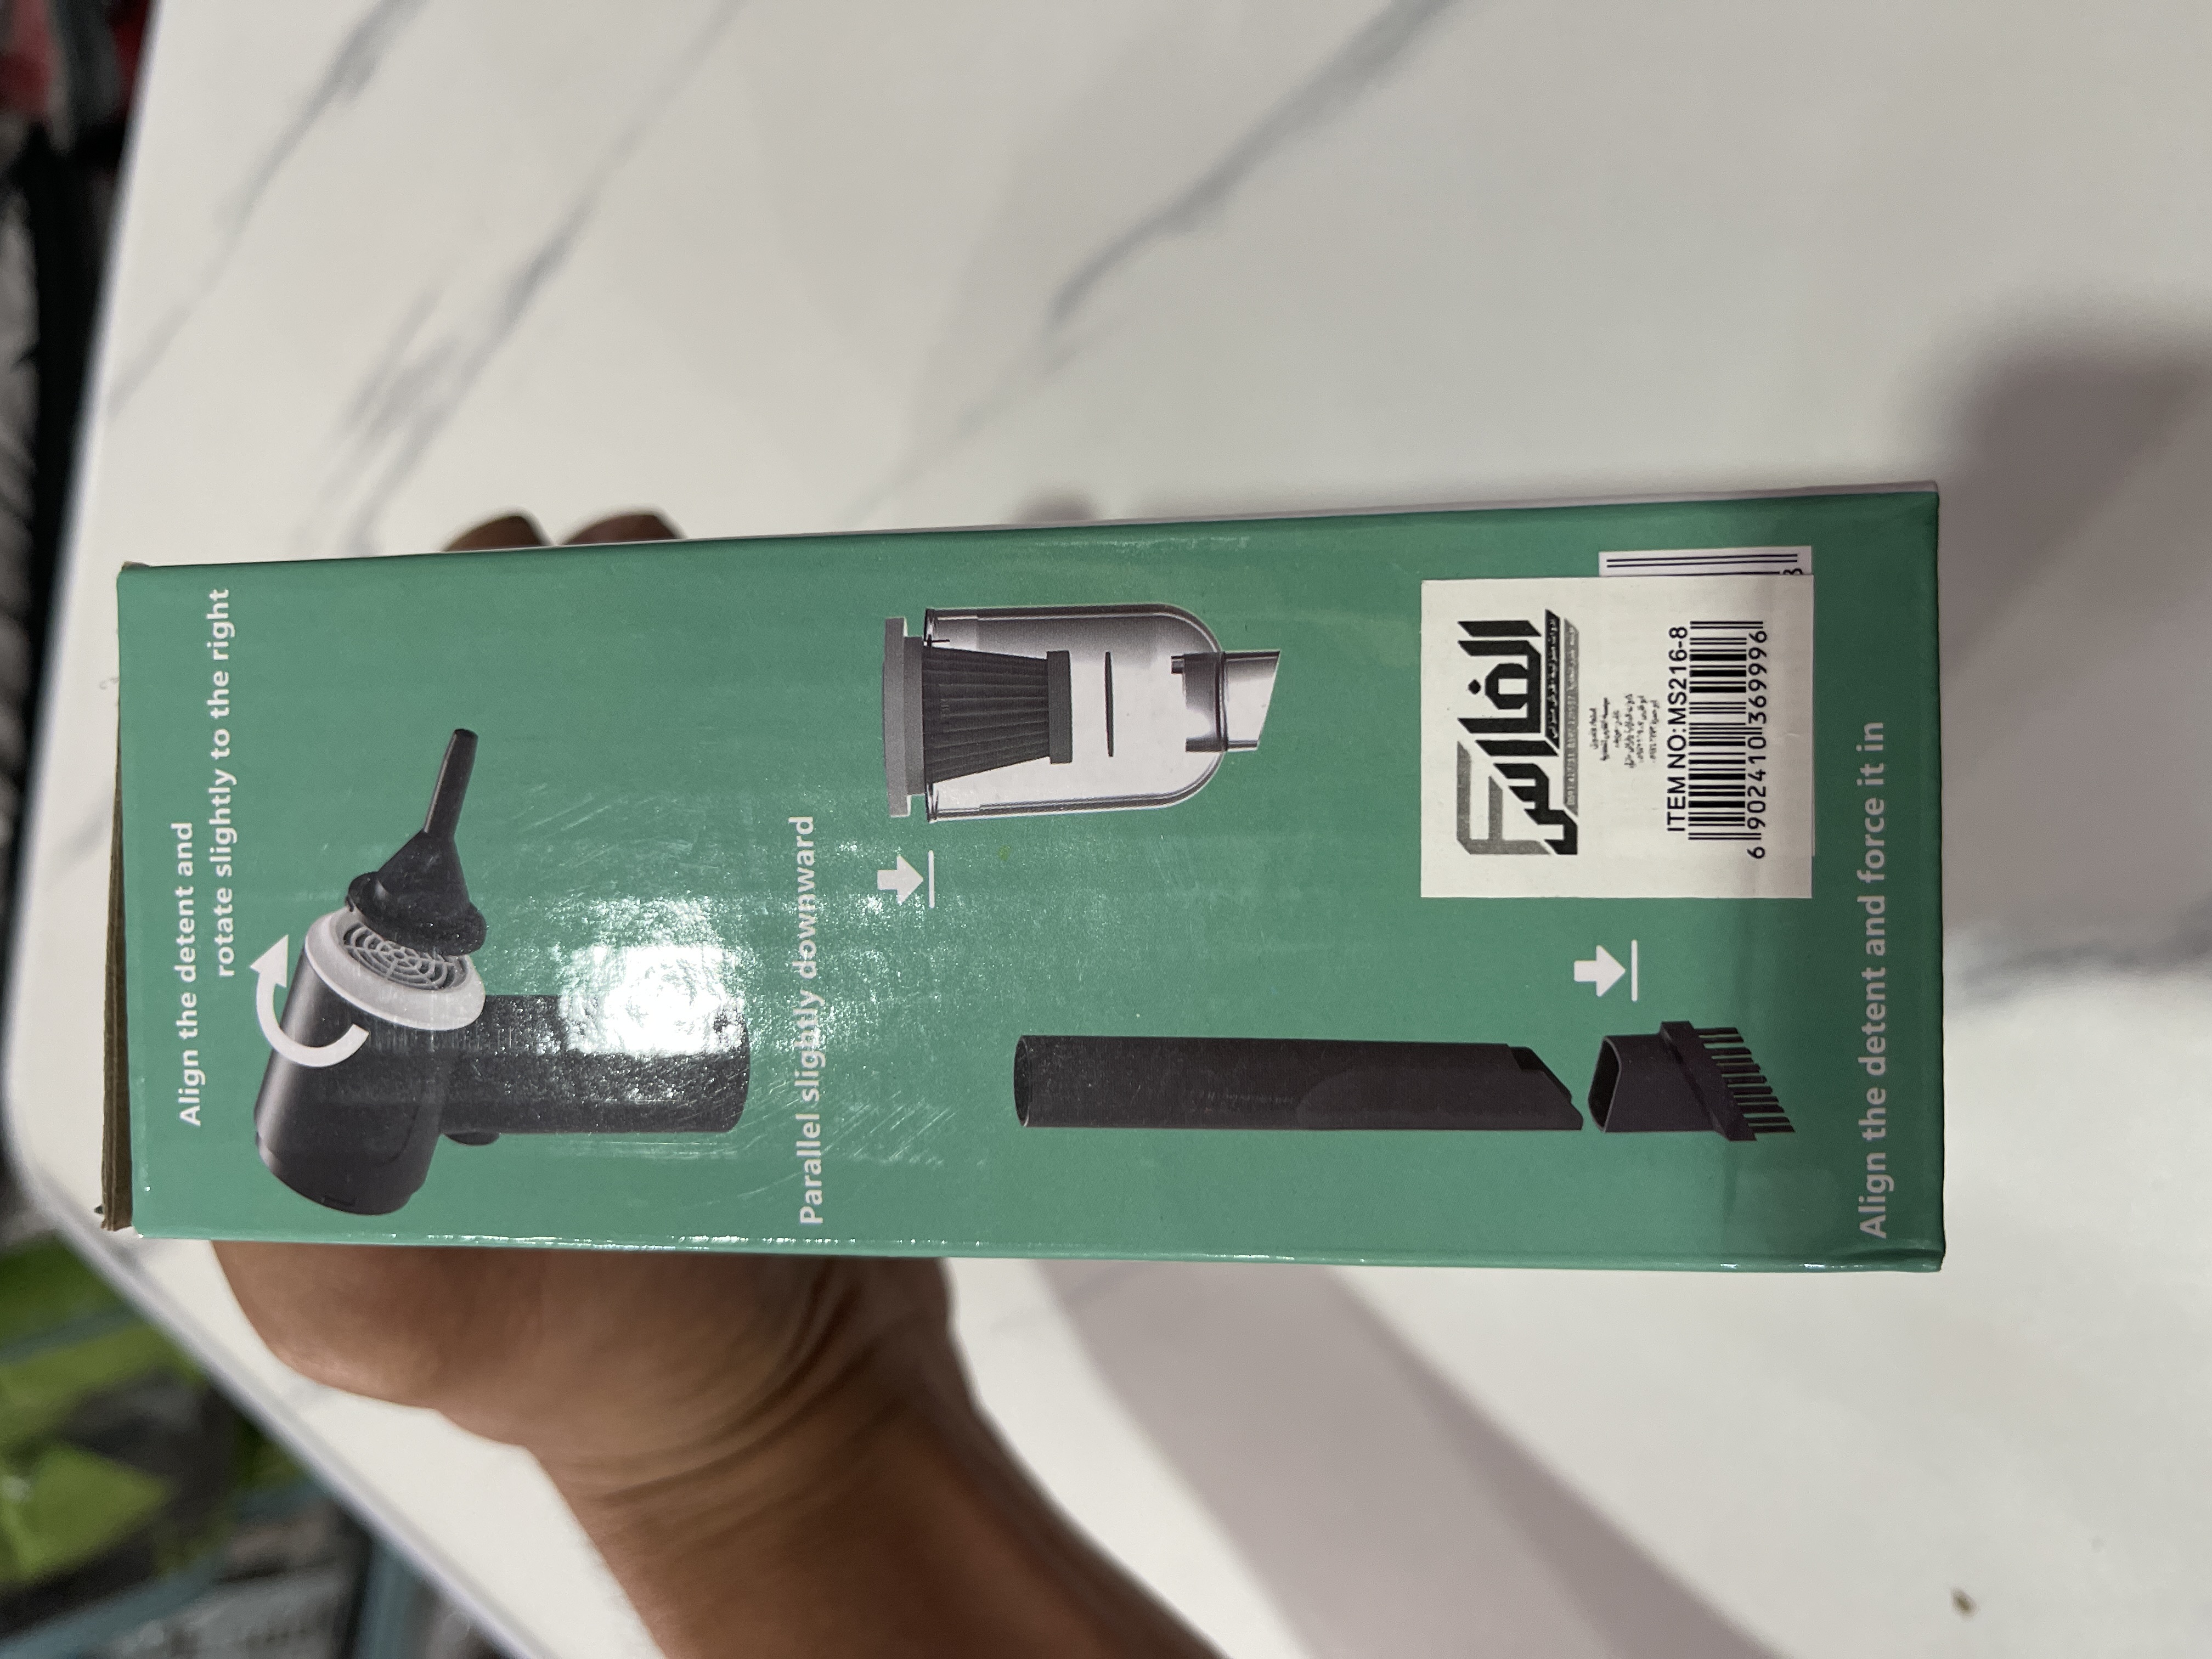 Align the detent and
rotate slightly to the right
Parallel slightly downward
الفارس
ITEM NO:MS216-8
6 902410 369996
Align the detent and force it in